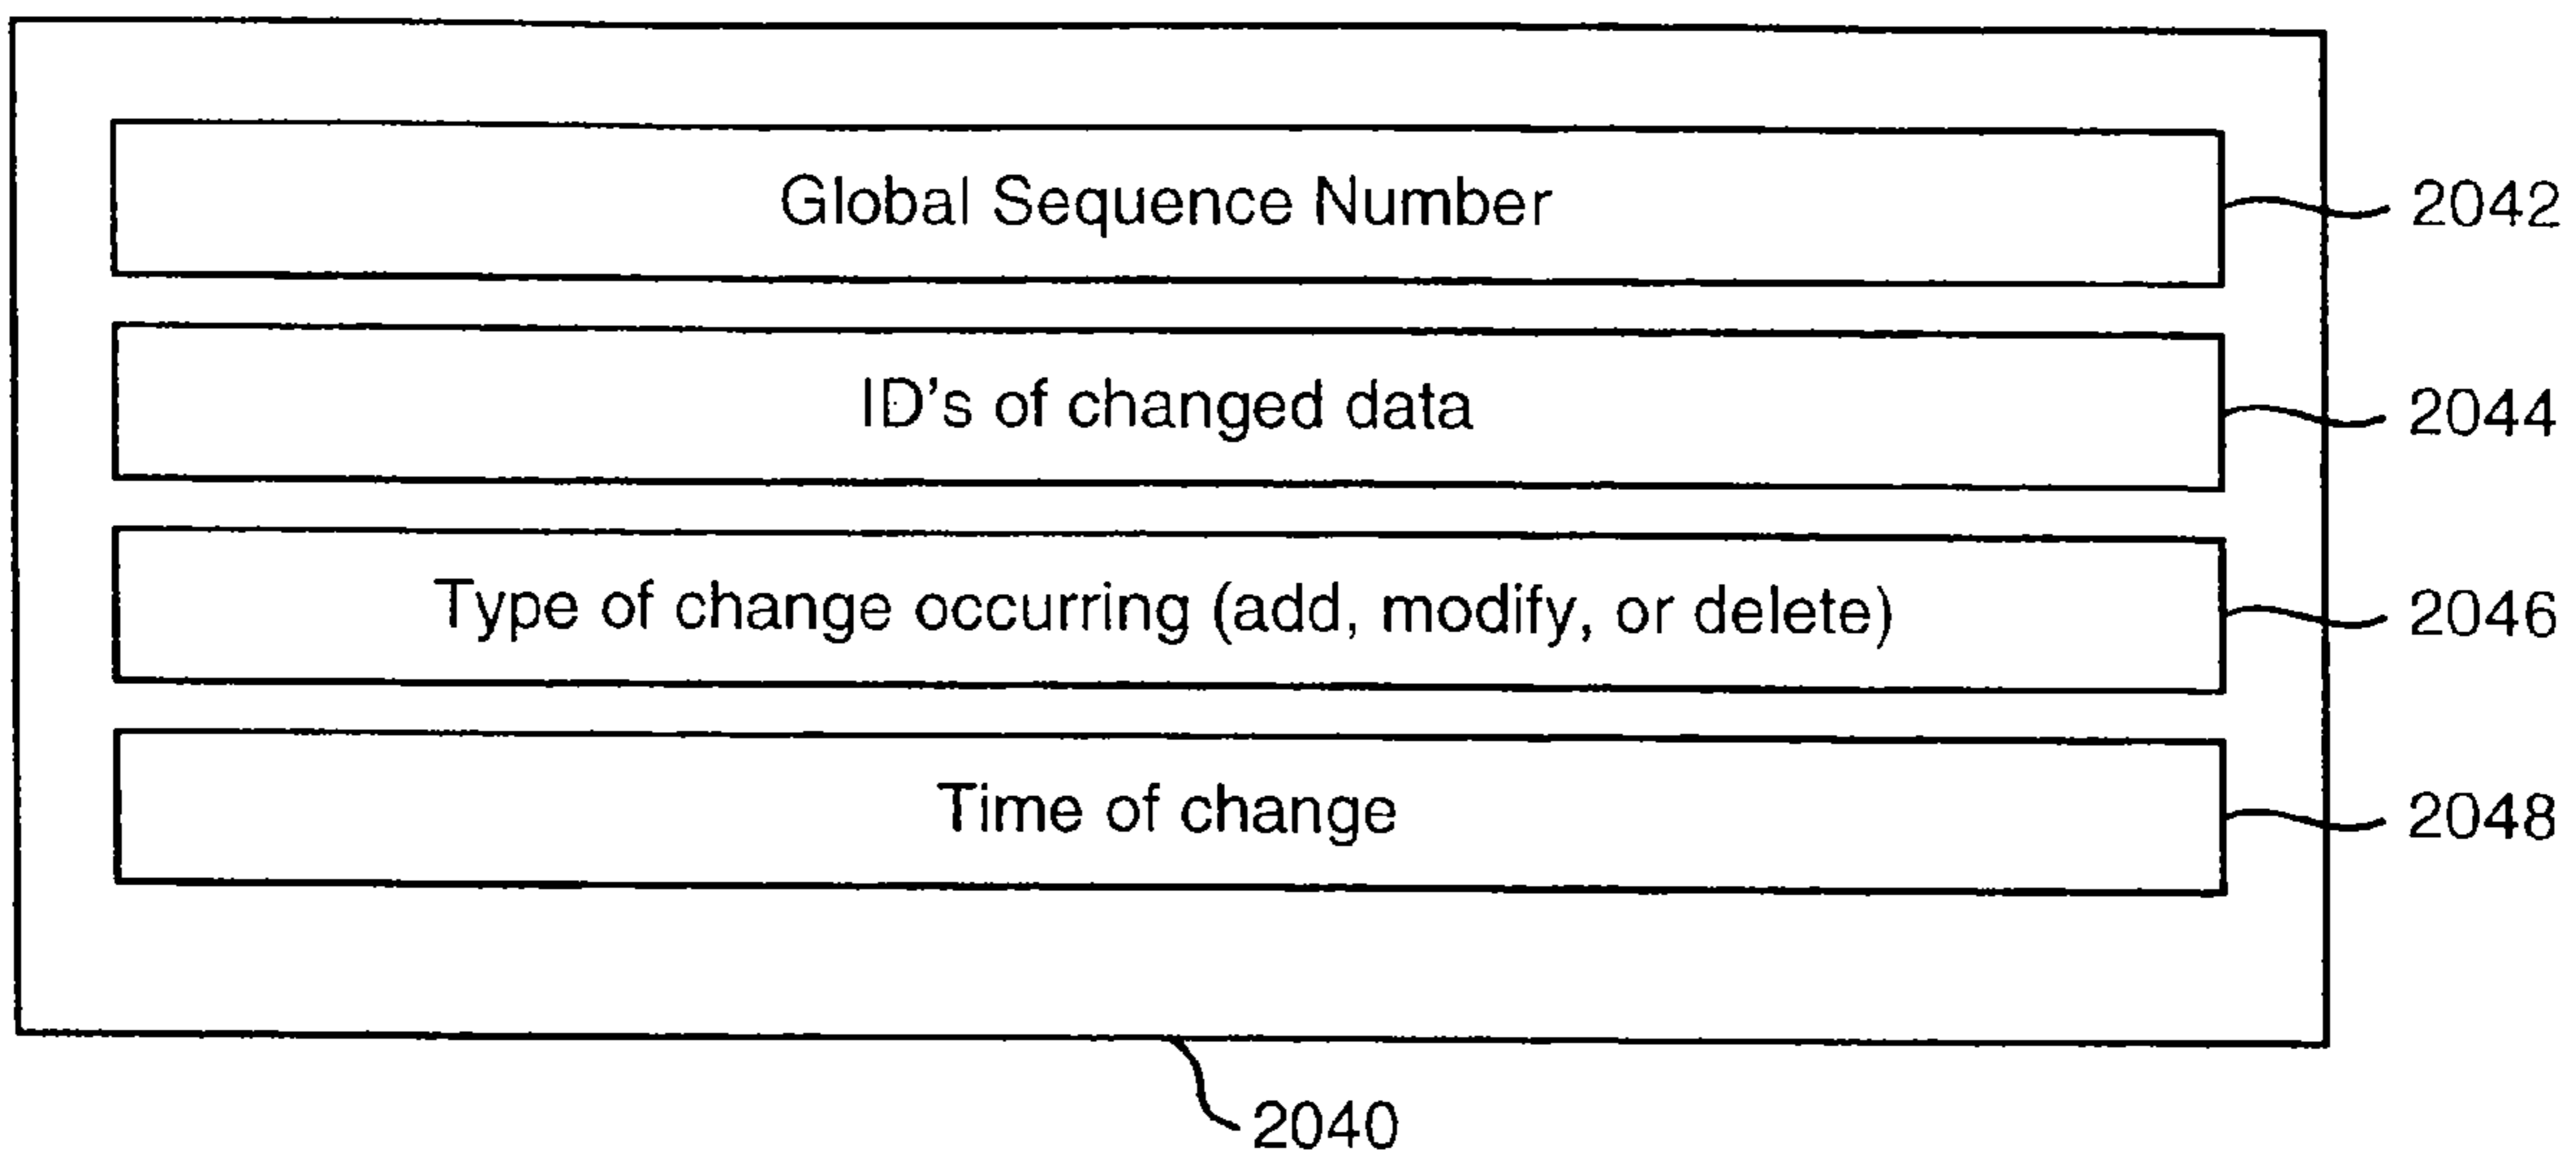 Global Sequence Number
2042
ID's of changed data
2044
Type of change occurring (add, modify, or delete)
2046
Time of change
2048
2040